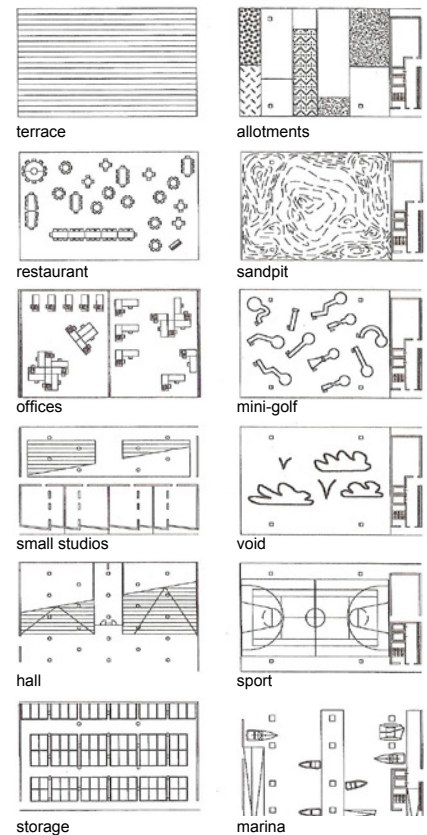 terrace
allotments
restaurant
sandpit
offices
mini-golf
small studios
void
hall
sport
storage
marina